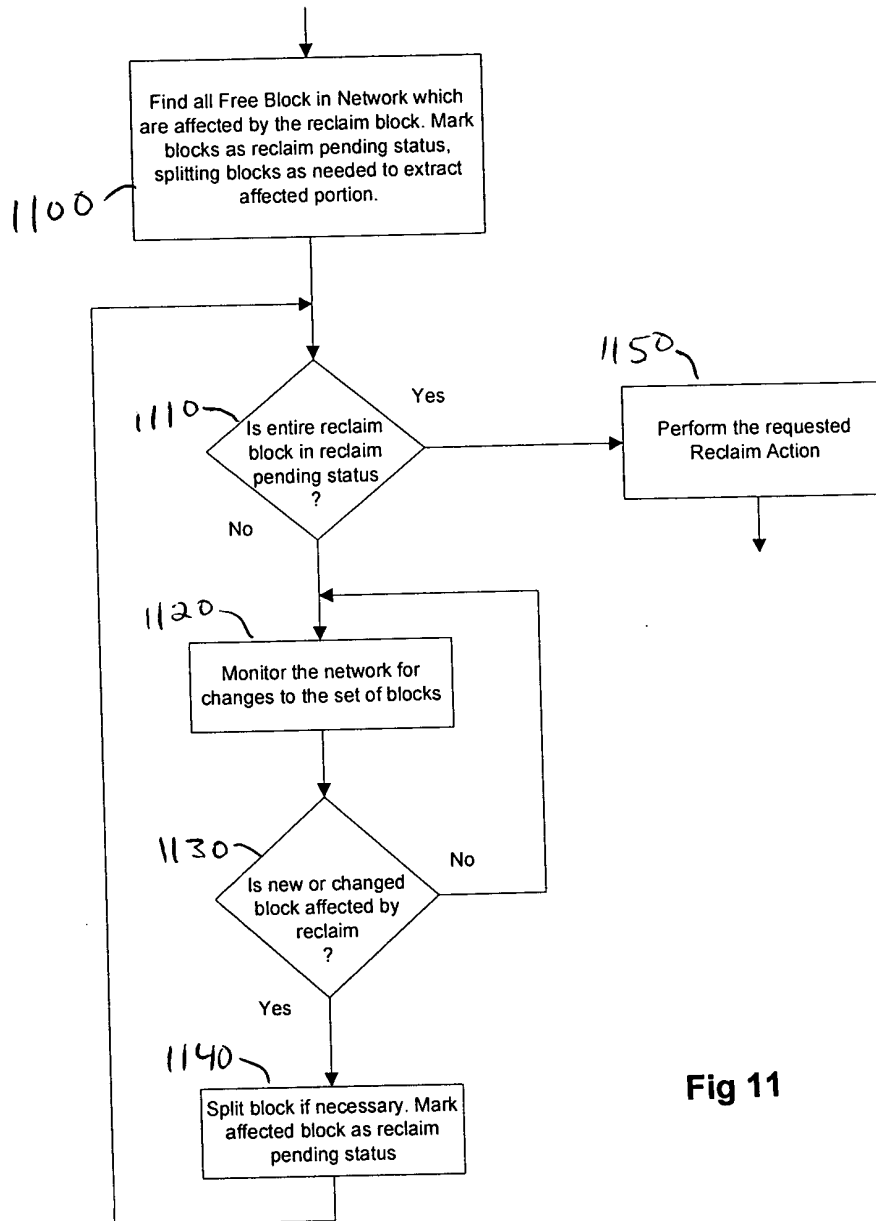 Find all Free Block in Network which
are affected by the reclaim block. Mark
blocks as reclaim pending status,
splitting blocks as needed to extract
affected portion.
1100
1150
Yes
1110
Is entire reclaim
block in reclaim
pending status
?
Perform the requested
Reclaim Action
No
1120
Monitor the network for
changes to the set of blocks
1130
No
Is new or changed
block affected by
reclaim
?
Yes
1140
Split block if necessary. Mark
affected block as reclaim
pending status
Fig 11